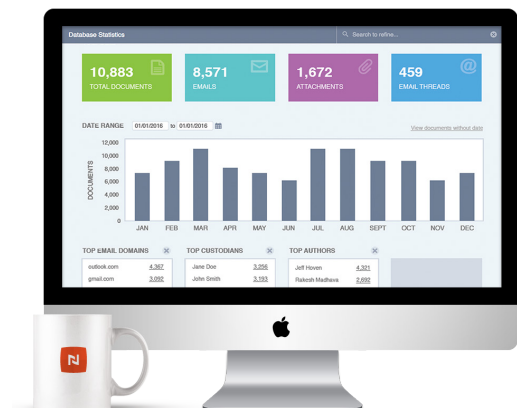 Database Statistics
Search to refine...
10,883
TOTAL DOCUMENTS
8,571
EMAILS
1,672
ATTACHMENTS
459
EMAIL THREADS
@
DATE RANGE 01/01/2016 to 01/01/2016
View documents without date
12,000
10,000
8,000
6,000
4,000
2,000
0
DOCUMENTS
JAN FEB MAR APR MAY JUN JUL AUG SEPT OCT NOV DEC
TOP EMAIL DOMAINS
outlook.com 4,367
gmail.com 3,092
TOP CUSTODIANS
Jane Doe 3,256
John Smith 3,193
TOP AUTHORS
Jeff Hoven 4,321
Rakesh Madhava 2,692
N